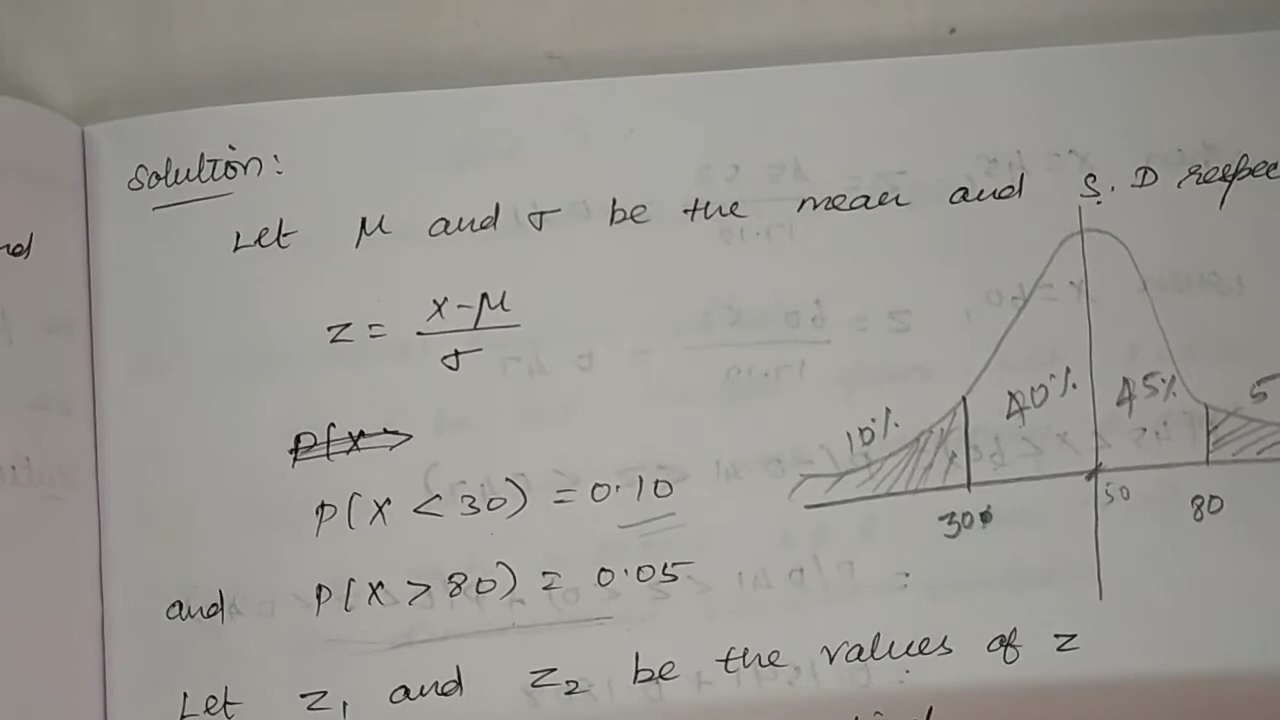 Solution:
Let μ and σ be the mean and S.D
z = x-μ / σ
P(X < 30) = 0.10
and P(X > 80) = 0.05
Let z₁ and z₂ be the values of z
10%
40%
45%
5
30
50
80